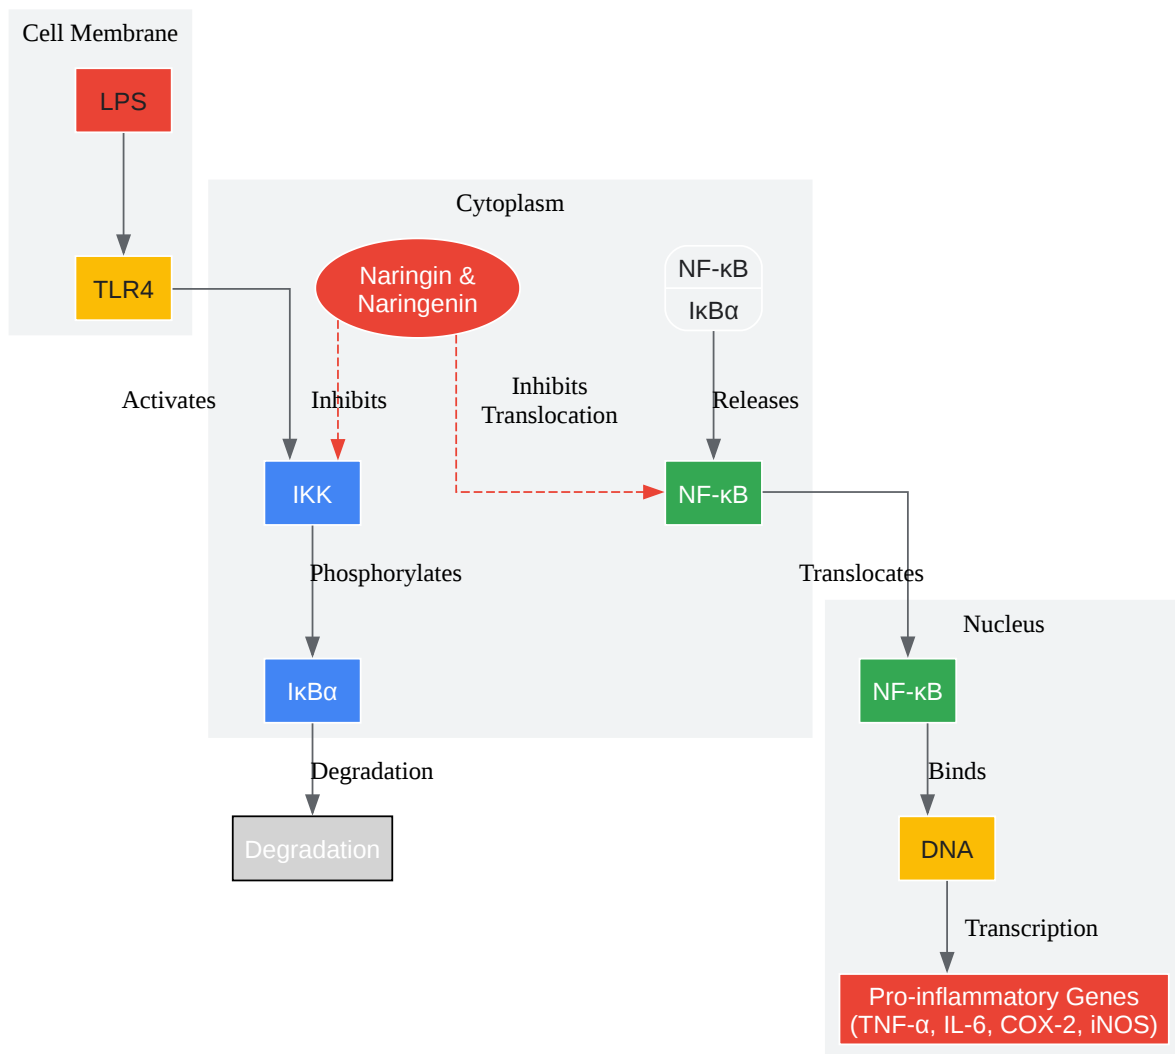 Cell Membrane
LPS
TLR4
Cytoplasm
Naringin &
Naringenin
NF-κB
IκBα
Activates
Inhibits
Inhibits
Translocation
Releases
IKK
NF-κB
Phosphorylates
Translocates
IκBα
Nucleus
NF-κB
Degradation
Binds
Degradation
DNA
Transcription
Pro-inflammatory Genes
(TNF-α, IL-6, COX-2, iNOS)